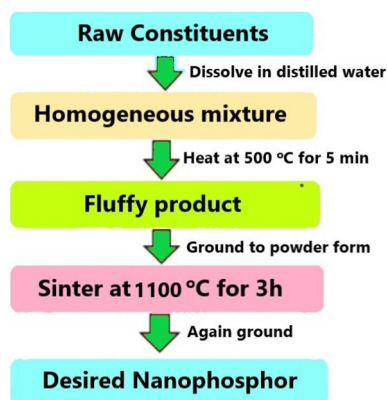 Raw Constituents
Dissolve in distilled water
Homogeneous mixture
Heat at 500 ºC for 5 min
Fluffy product
Ground to powder form
Sinter at 1100 ºC for 3h
Again ground
Desired Nanophosphor